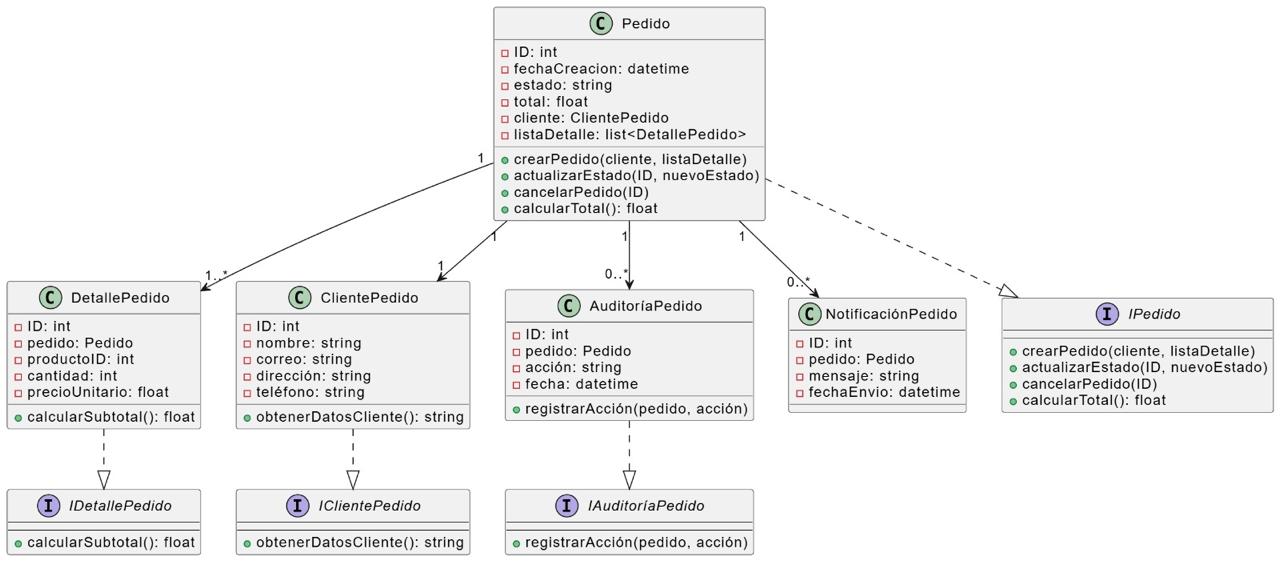 C Pedido
ID: int
fechaCreacion: datetime
estado: string
total: float
cliente: ClientePedido
listaDetalle: list<DetallePedido>
crearPedido(cliente, listaDetalle)
actualizarEstado(ID, nuevoEstado)
cancelarPedido(ID)
calcularTotal(): float
1
1..*
1
1
1
0..*
1
0..*
C DetallePedido
ID: int
pedido: Pedido
productoID: int
cantidad: int
precioUnitario: float
calcularSubtotal(): float
C ClientePedido
ID: int
nombre: string
correo: string
dirección: string
teléfono: string
obtenerDatosCliente(): string
C AuditoríaPedido
ID: int
pedido: Pedido
acción: string
fecha: datetime
registrarAcción(pedido, acción)
C NotificaciónPedido
ID: int
pedido: Pedido
mensaje: string
fechaEnvio: datetime
I IPedido
crearPedido(cliente, listaDetalle)
actualizarEstado(ID, nuevoEstado)
cancelarPedido(ID)
calcularTotal(): float
I IDetallePedido
calcularSubtotal(): float
I IClientePedido
obtenerDatosCliente(): string
I IAuditoríaPedido
registrarAcción(pedido, acción)